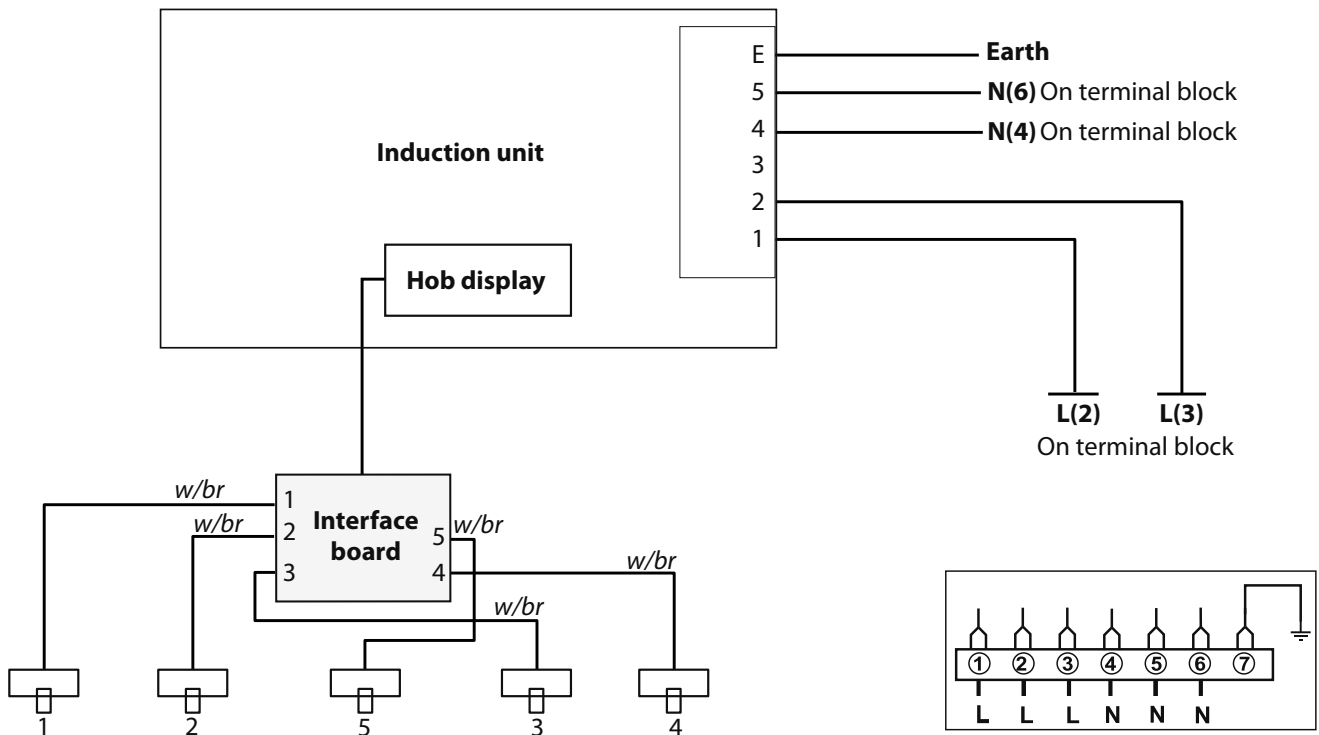 E
Earth
5
N(6) On terminal block
4
N(4) On terminal block
Induction unit
3
2
1
Hob display
L(2)
L(3)
On terminal block
w/br
1
w/br
2
Interface
board
5
w/br
3
4
w/br
w/br
1
2
5
3
4
① ② ③ ④ ⑤ ⑥ ⑦
L L L N N N